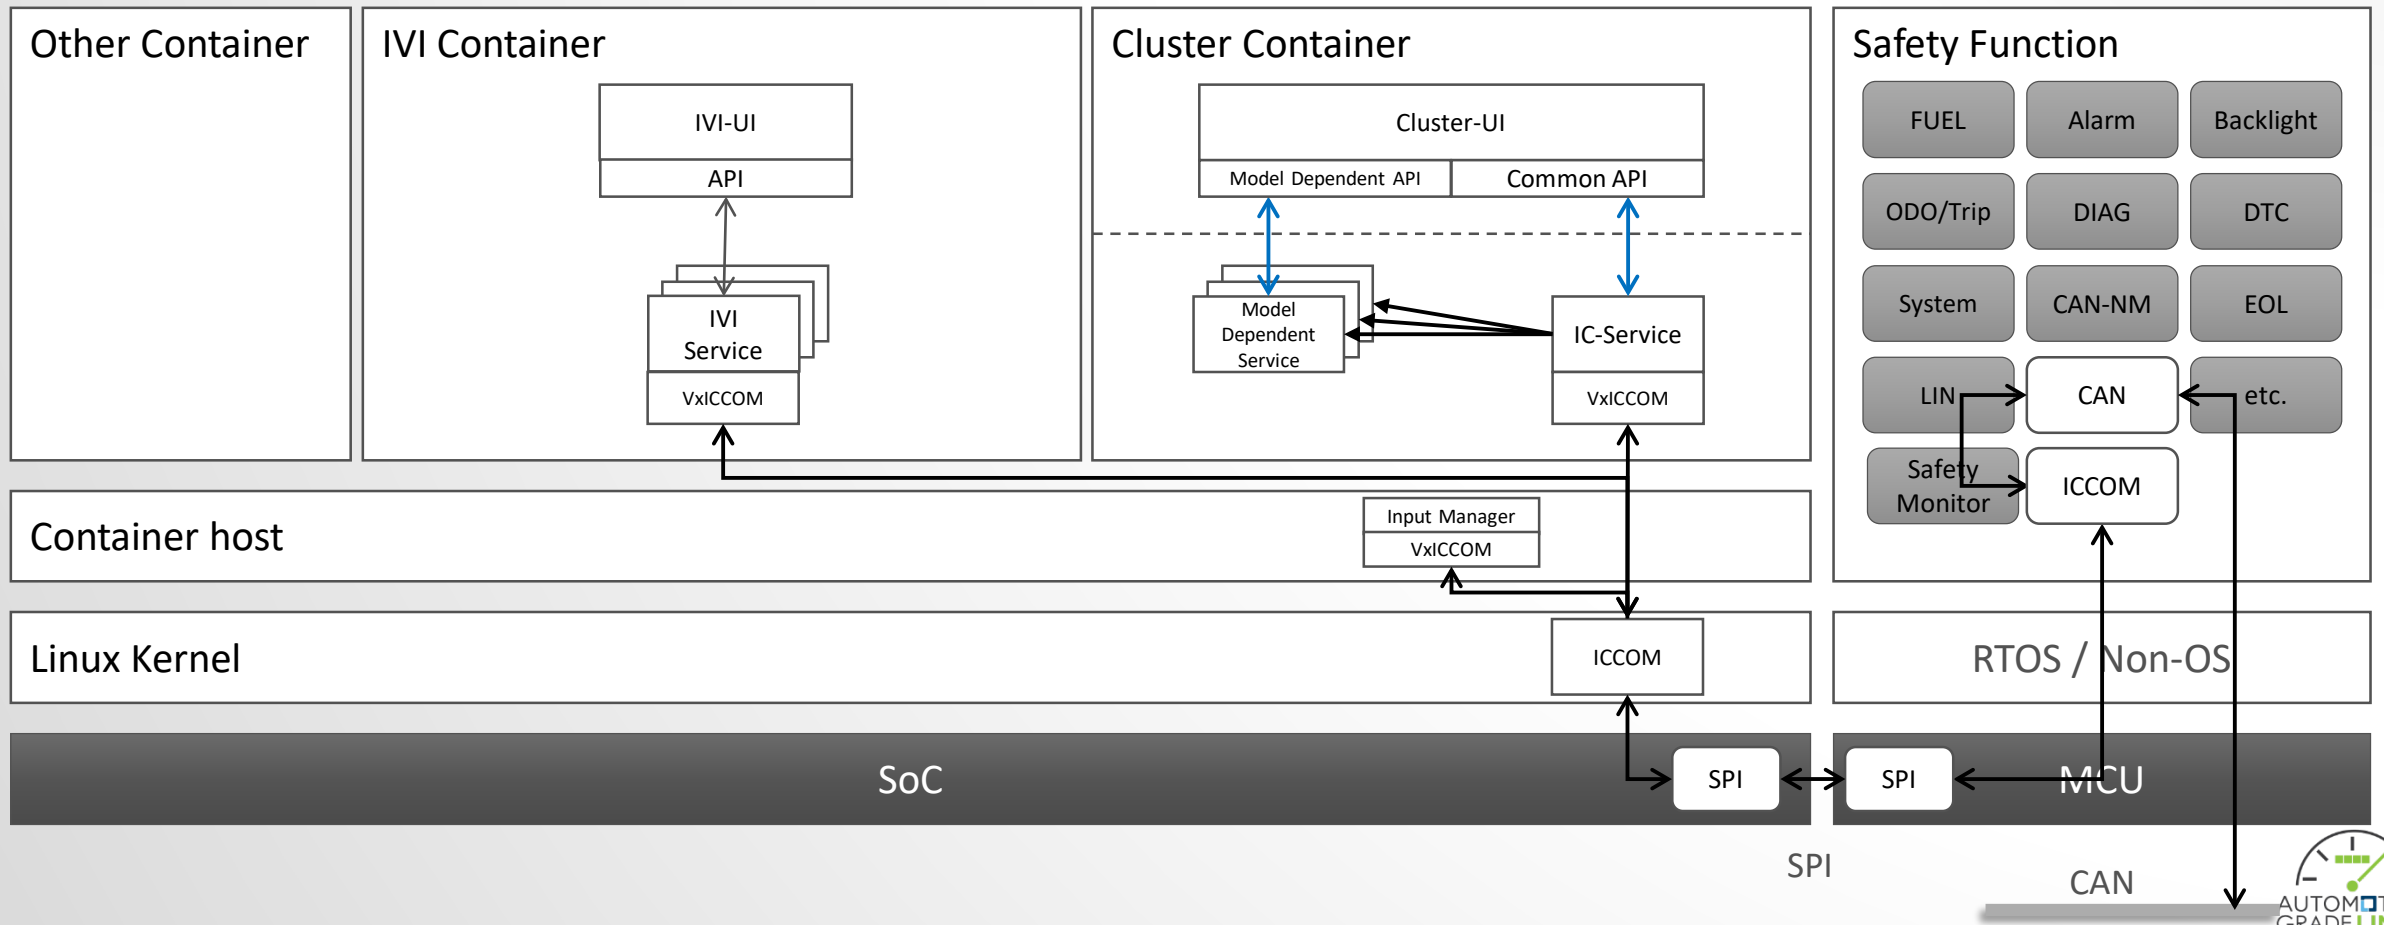 Other Container
IVI Container
IVI-UI
API
IVI
Service
VxICCOM
Cluster Container
Cluster-UI
Model Dependent API
Common API
Model
Dependent
Service
IC-Service
VxICCOM
Safety Function
FUEL
Alarm
Backlight
ODO/Trip
DIAG
DTC
System
CAN-NM
EOL
LIN
CAN
etc.
Safety
Monitor
ICCOM
Container host
Input Manager
VxICCOM
Linux Kernel
ICCOM
RTOS / Non-OS
SoC
SPI
SPI
MCU
SPI
CAN